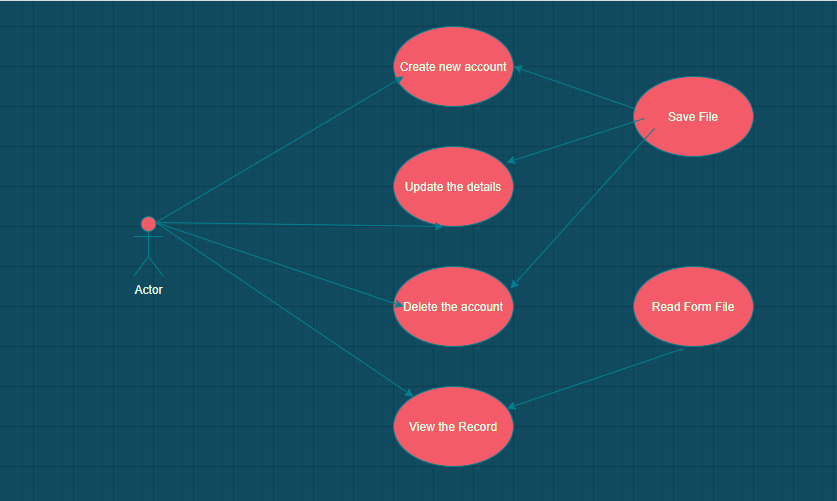 Create new account
Save File
Update the details
Actor
Delete the account
Read Form File
View the Record